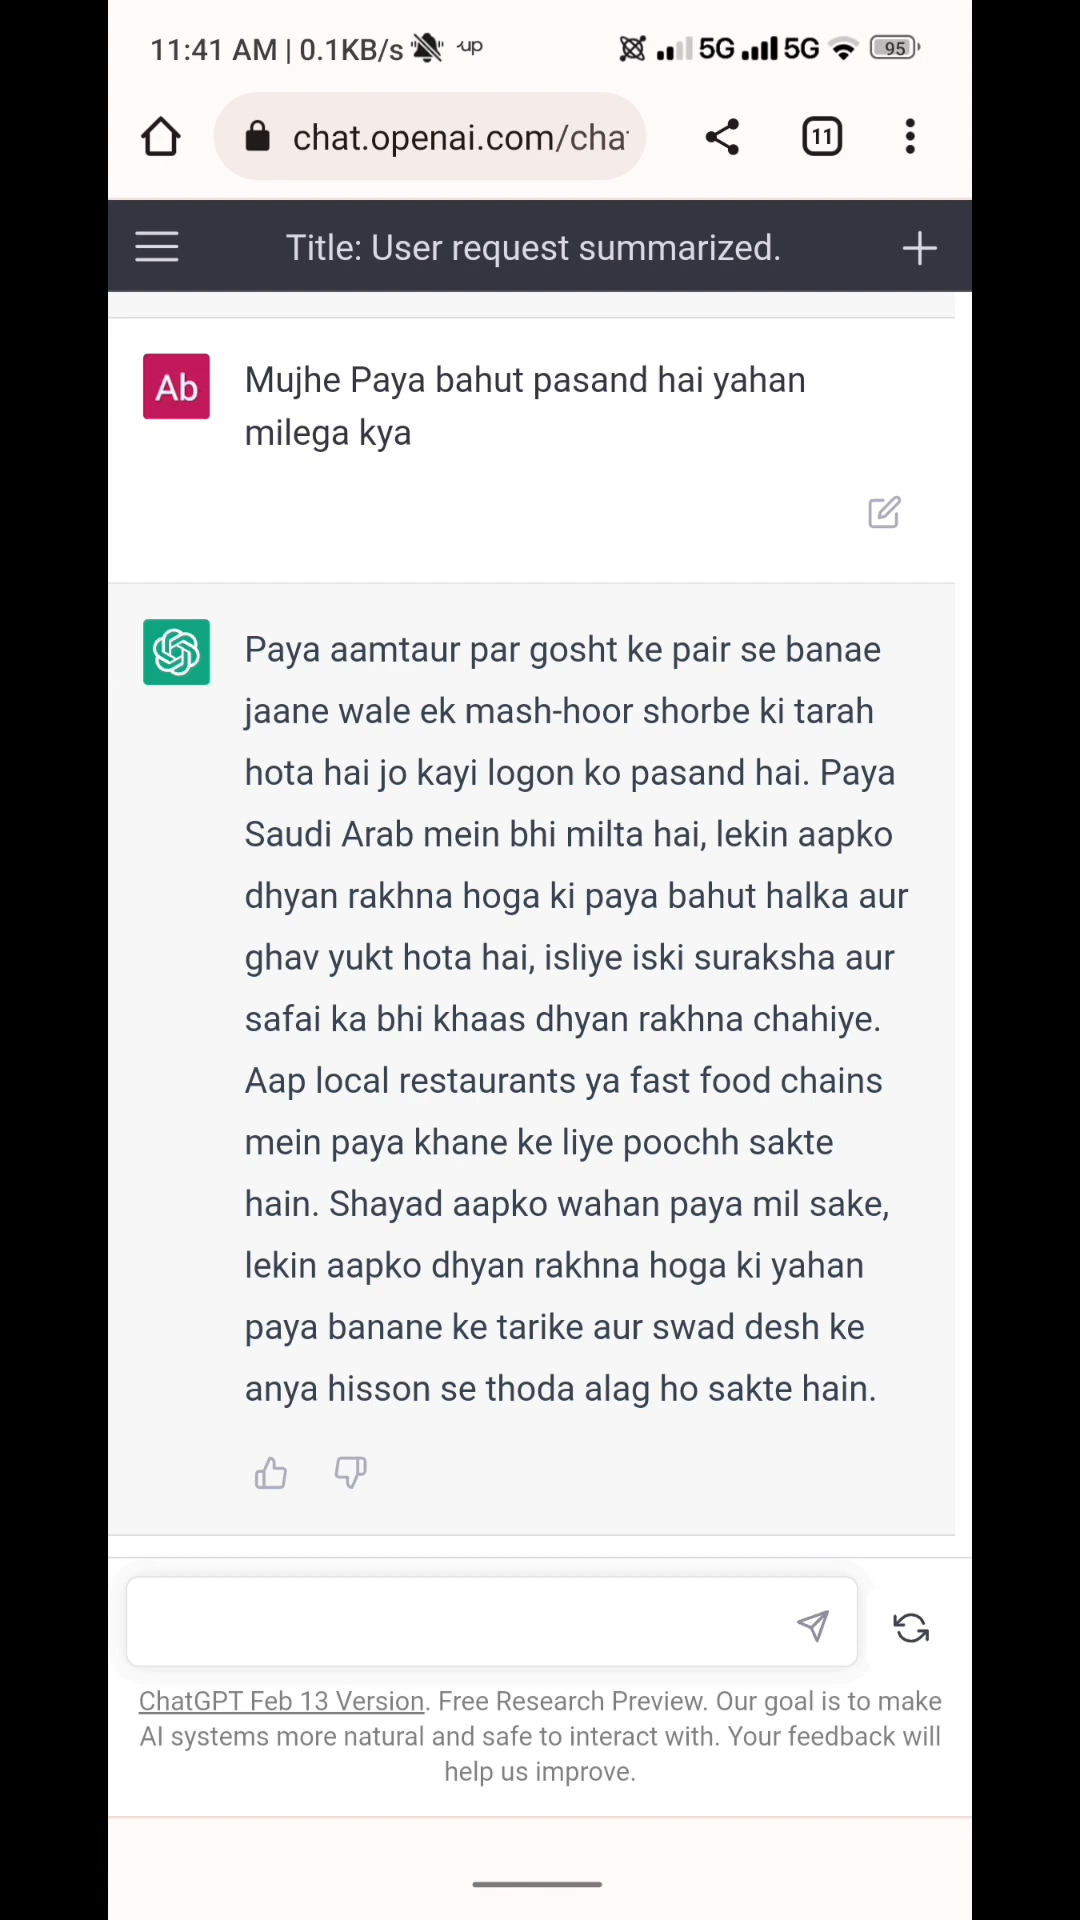 11:41 AM | 0.1KB/s
5G 5G 95
chat.openai.com/cha
11
Title: User request summarized.
Ab
Mujhe Paya bahut pasand hai yahan
milega kya
Paya aamtaur par gosht ke pair se banae
jaane wale ek mash-hoor shorbe ki tarah
hota hai jo kayi logon ko pasand hai. Paya
Saudi Arab mein bhi milta hai, lekin aapko
dhyan rakhna hoga ki paya bahut halka aur
ghav yukt hota hai, isliye iski suraksha aur
safai ka bhi khaas dhyan rakhna chahiye.
Aap local restaurants ya fast food chains
mein paya khane ke liye poochh sakte
hain. Shayad aapko wahan paya mil sake,
lekin aapko dhyan rakhna hoga ki yahan
paya banane ke tarike aur swad desh ke
anya hisson se thoda alag ho sakte hain.
ChatGPT Feb 13 Version. Free Research Preview. Our goal is to make
AI systems more natural and safe to interact with. Your feedback will
help us improve.